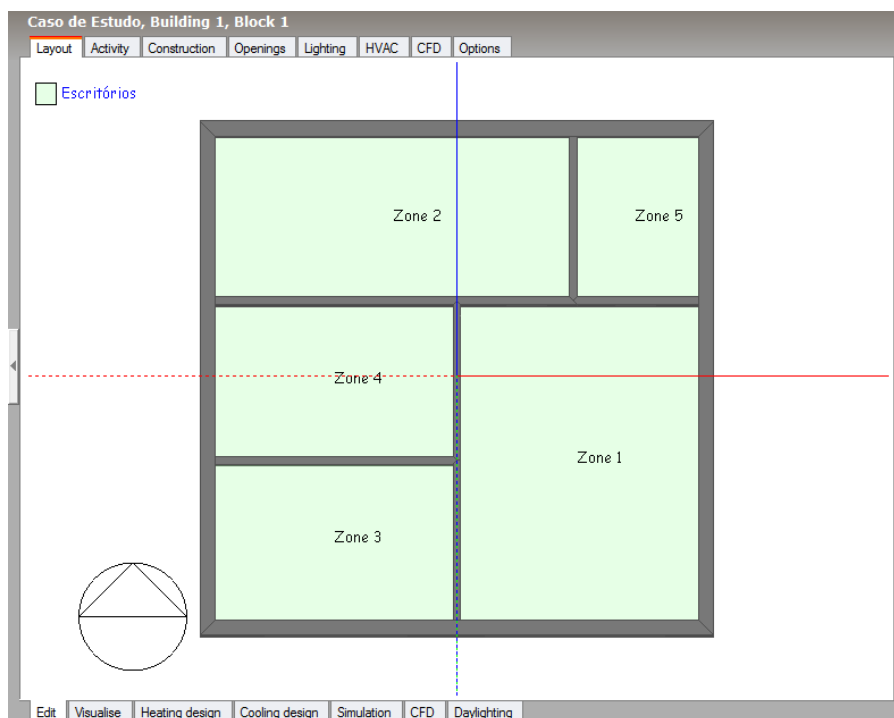 Caso de Estudo, Building 1, Block 1
Layout Activity Construction Openings Lighting HVAC CFD Options
Escritórios
Zone 2 Zone 5
Zone 4
Zone 1
Zone 3
Edit Visualise Heating design Cooling design Simulation CFD Daylighting